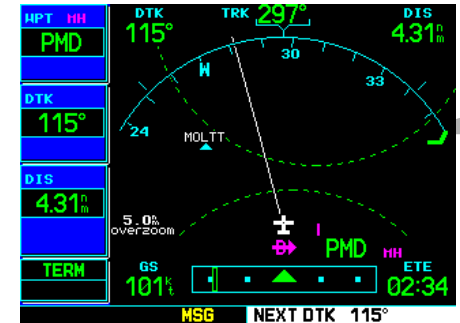 WPT MH
PMD
DTK
115°
DIS
4.31nm
TERM
DTK
115°
TRK 297°
DIS
4.31nm
W
30
33
24
MOLTT
5.0nm
overzoom
PMD MH
GS
101kt
ETE
02:34
MSG
NEXT DTK 115°